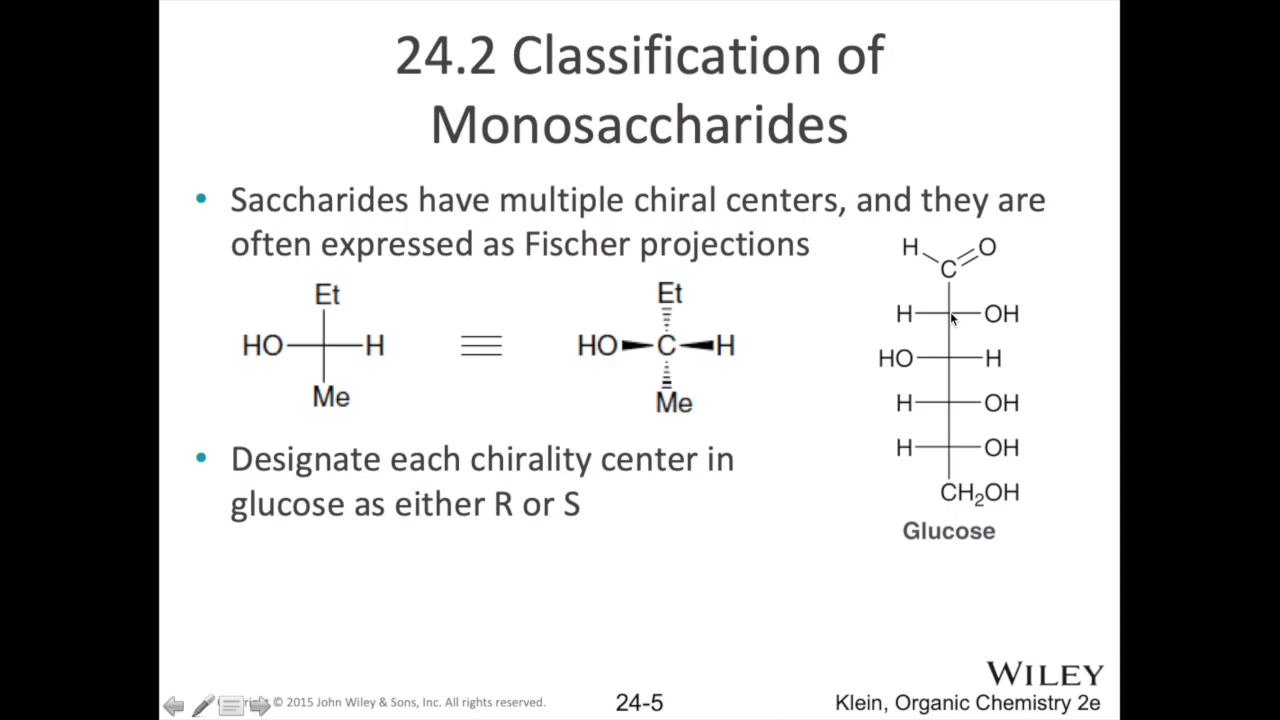 24.2 Classification of
Monosaccharides
• Saccharides have multiple chiral centers, and they are
often expressed as Fischer projections
Et
HO H
Me
Et
HO C H
Me
H O
C
H OH
HO H
H OH
H OH
CH₂OH
Glucose
• Designate each chirality center in
glucose as either R or S
WILEY
© 2015 John Wiley & Sons, Inc. All rights reserved.
24-5
Klein, Organic Chemistry 2e